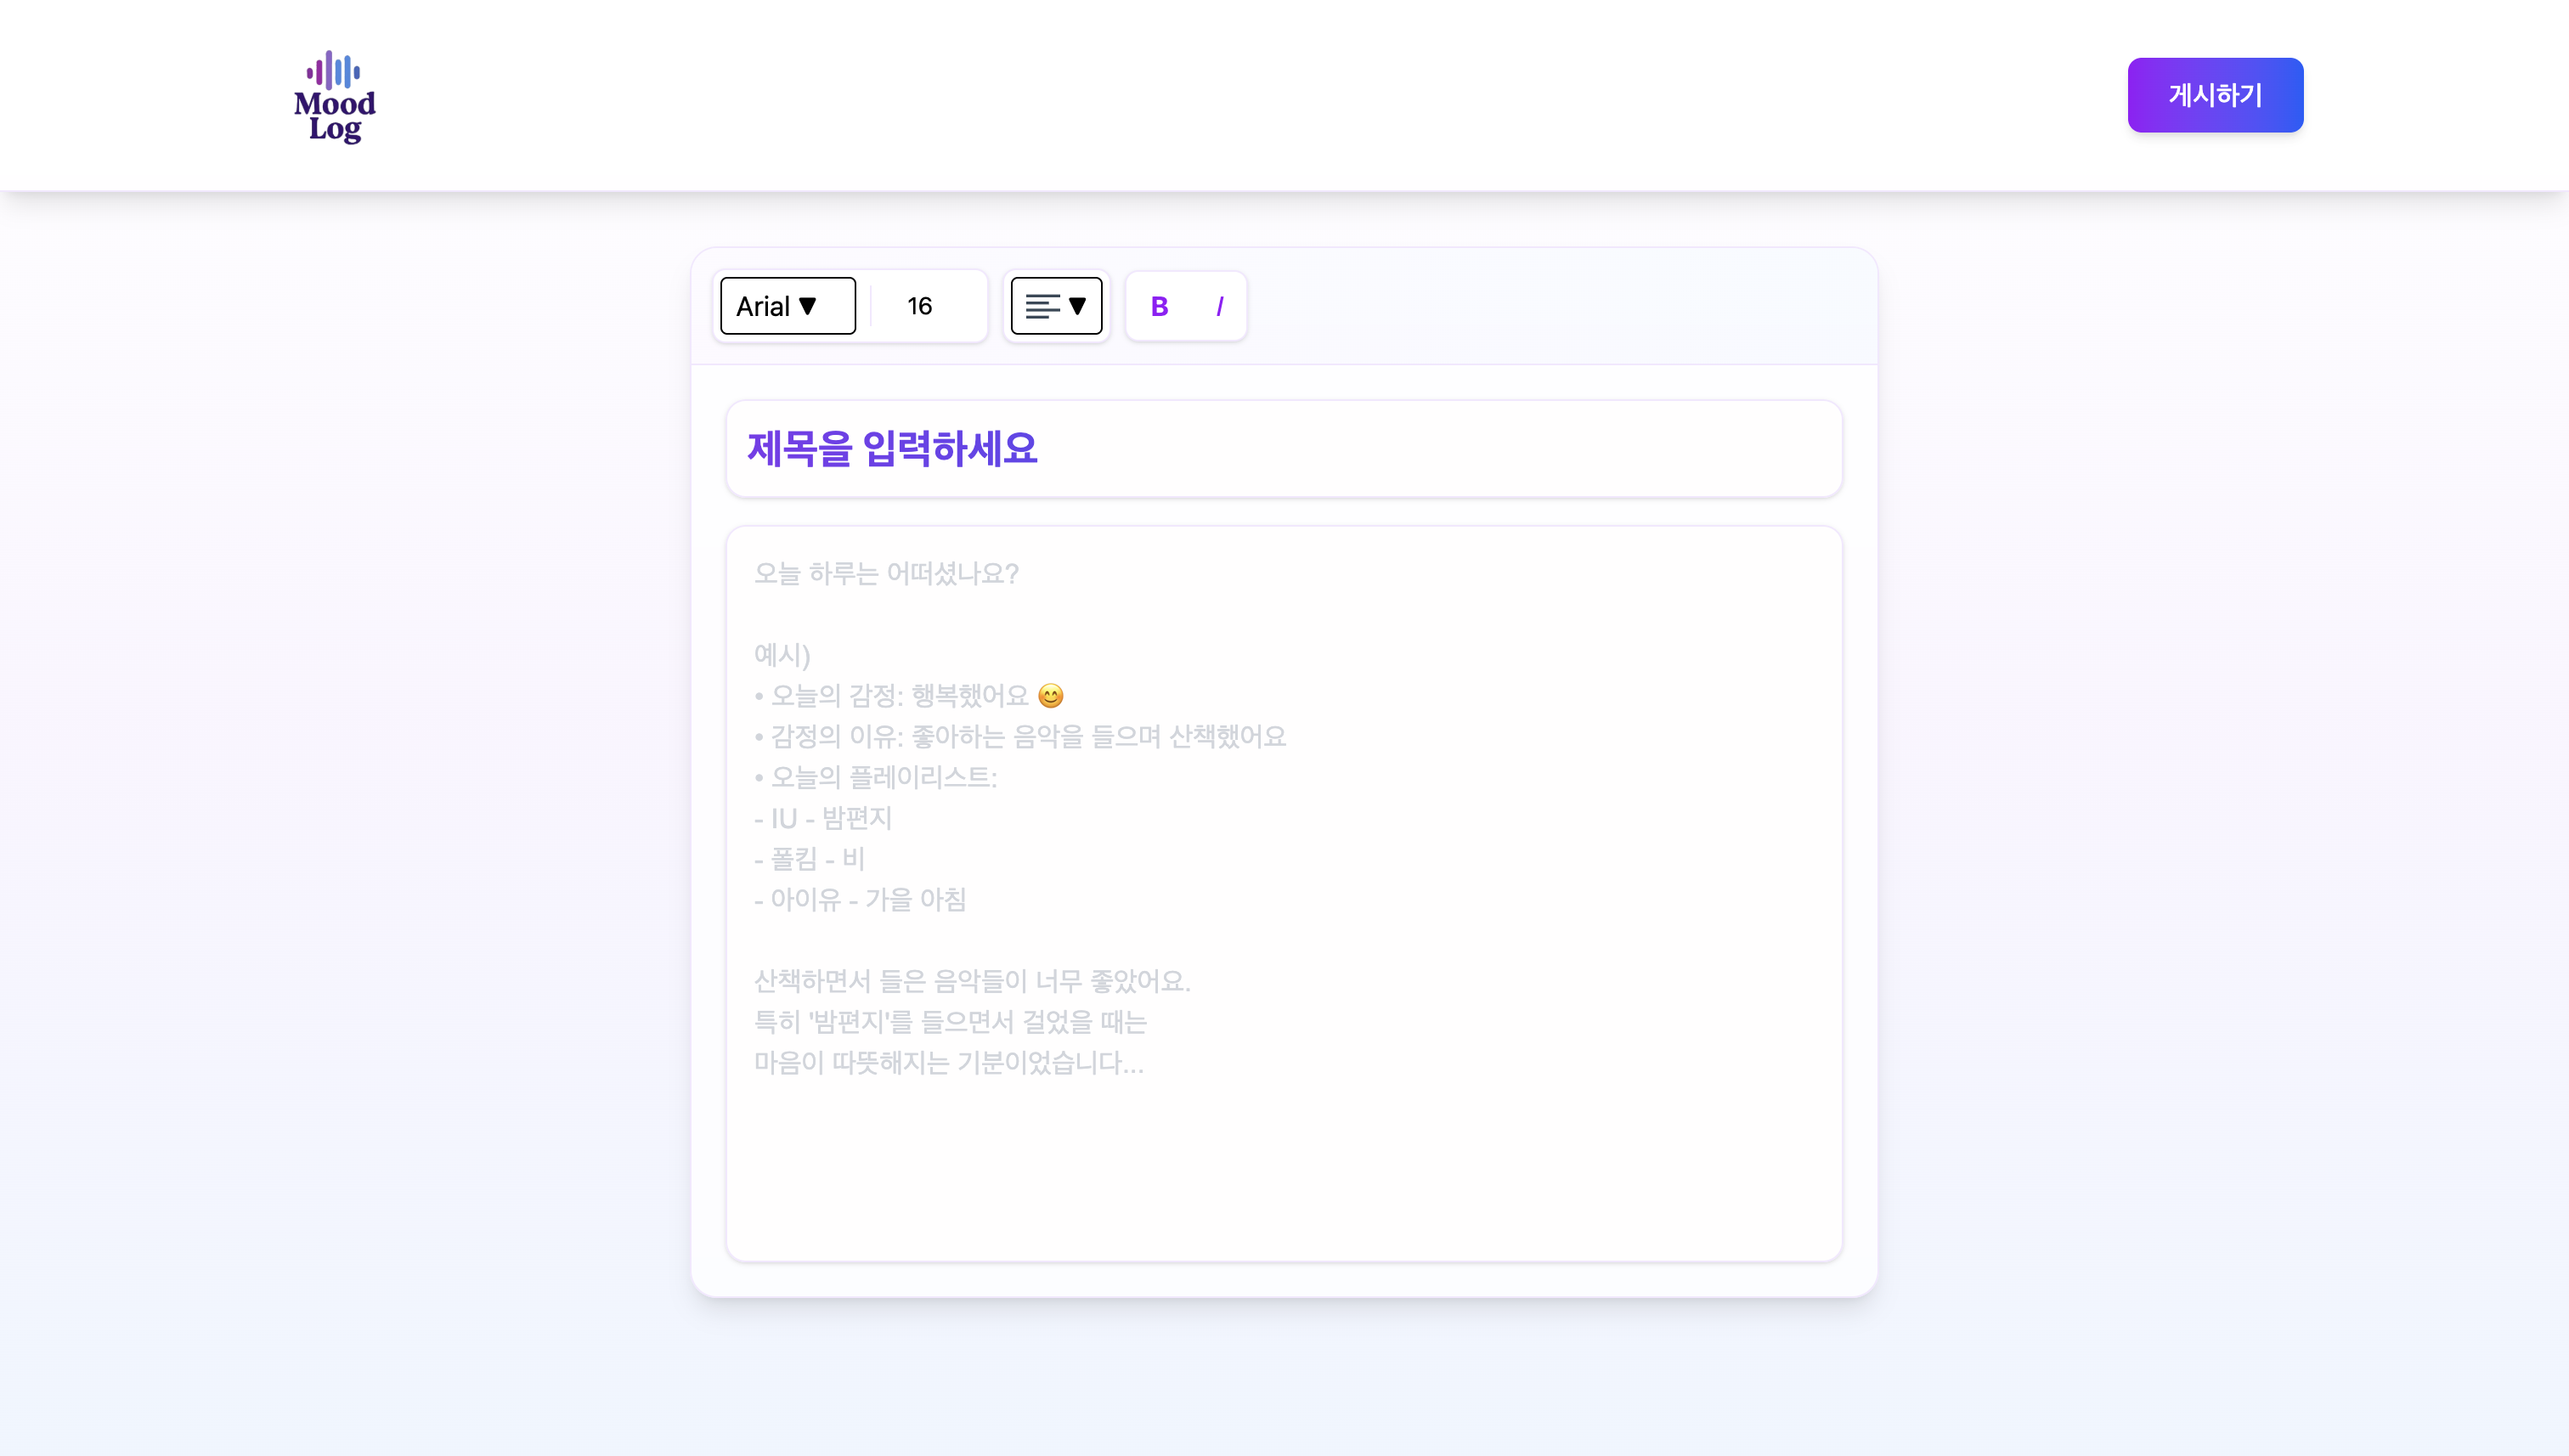 Mood
Log
게시하기
Arial ▼
16
▼
B
I
제목을 입력하세요
오늘 하루는 어떠셨나요?
예시)
• 오늘의 감정: 행복했어요 😊
• 감정의 이유: 좋아하는 음악을 들으며 산책했어요
• 오늘의 플레이리스트:
- IU - 밤편지
- 폴킴 - 비
- 아이유 - 가을 아침
산책하면서 들은 음악들이 너무 좋았어요.
특히 '밤편지'를 들으면서 걸었을 때는
마음이 따뜻해지는 기분이었습니다...